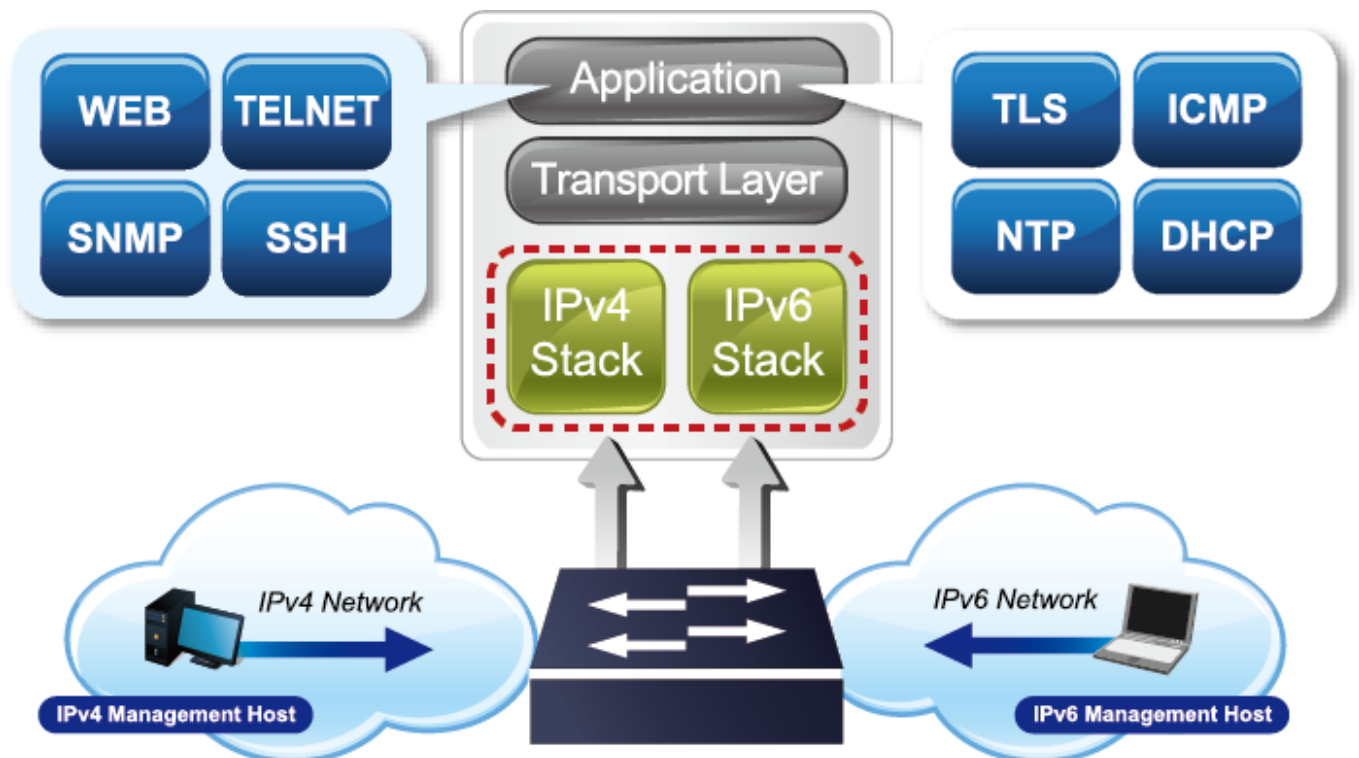 WEB
TELNET
SNMP
SSH
Application
Transport Layer
IPv4
Stack
IPv6
Stack
TLS
ICMP
NTP
DHCP
IPv4 Network
IPv4 Management Host
IPv6 Network
IPv6 Management Host